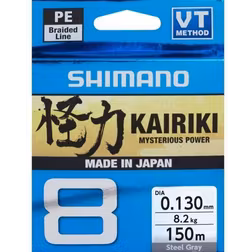 PE
Braided
Line
VT
METHOD
SHIMANO
怪力 KAIRIKI
MYSTERIOUS POWER
MADE IN JAPAN
8
DIA
0.130mm
8.2kg
150m
Steel Gray